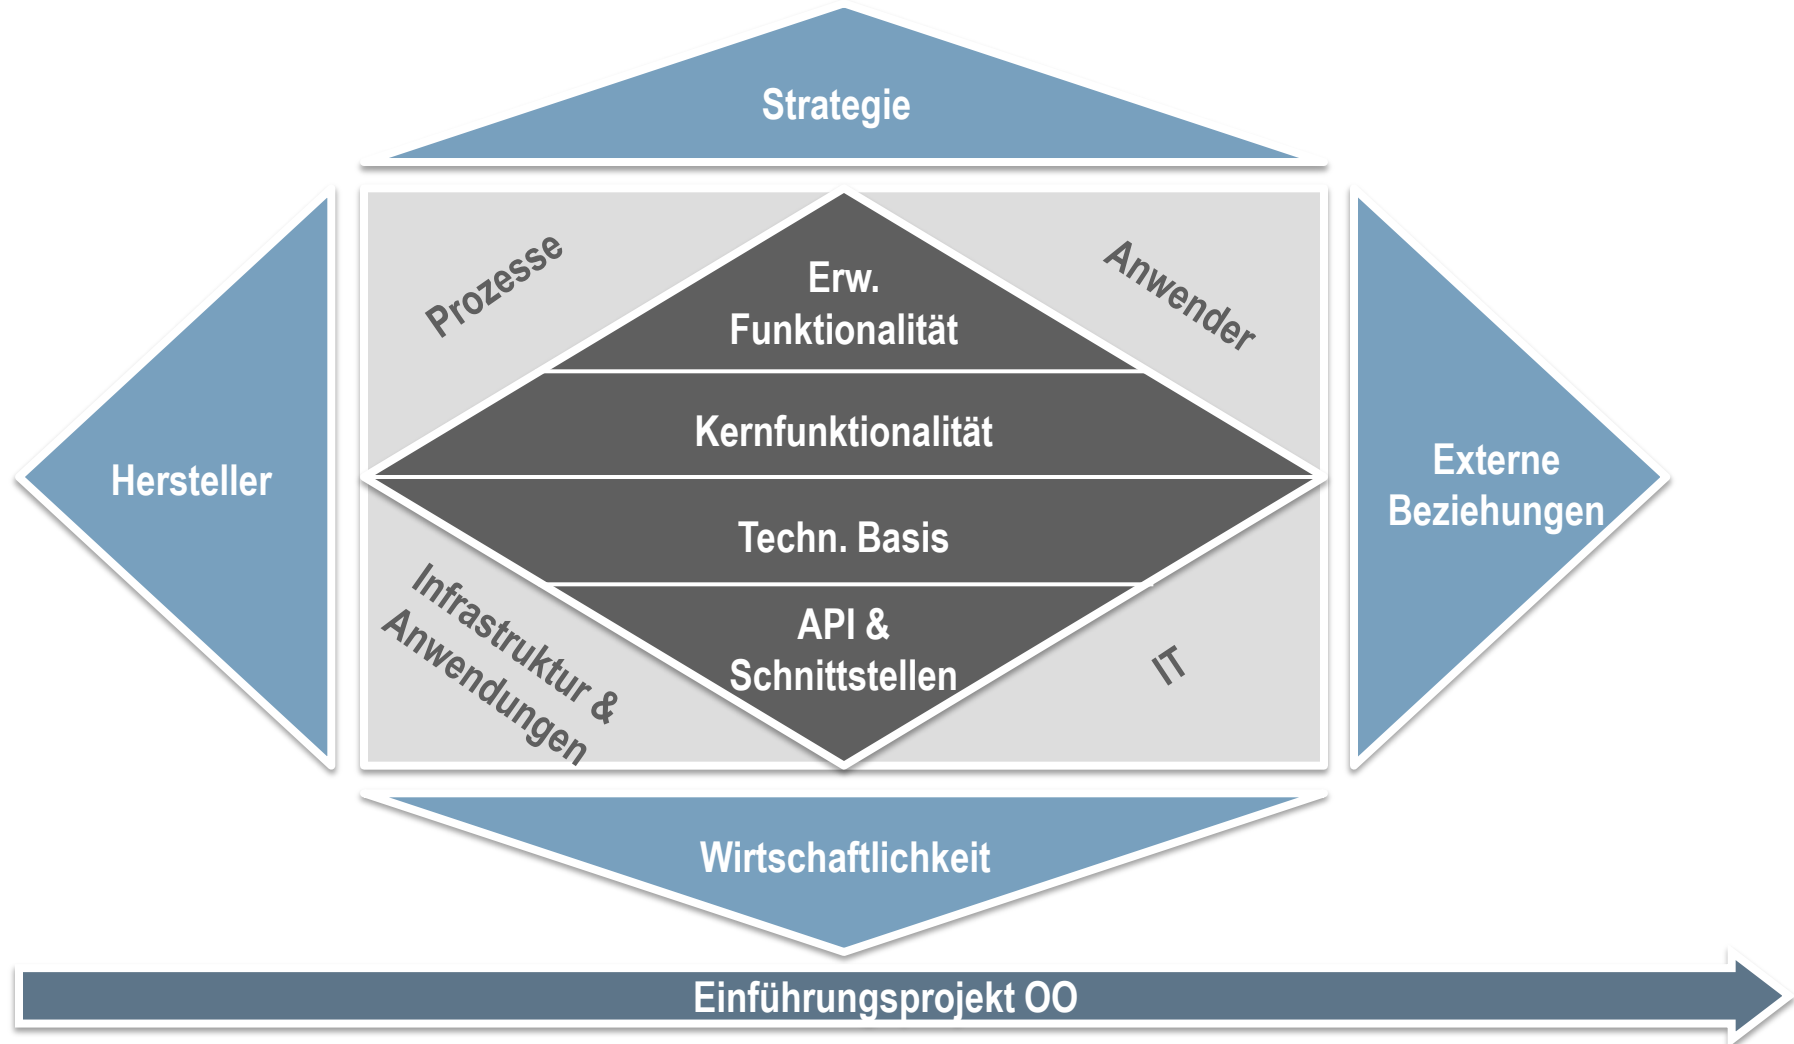 Strategie
Prozesse
Anwender
Erw.
Funktionalität
Kernfunktionalität
Hersteller
Externe
Beziehungen
Techn. Basis
Infrastruktur &
Anwendungen
API &
Schnittstellen
IT
Wirtschaftlichkeit
Einführungsprojekt OO